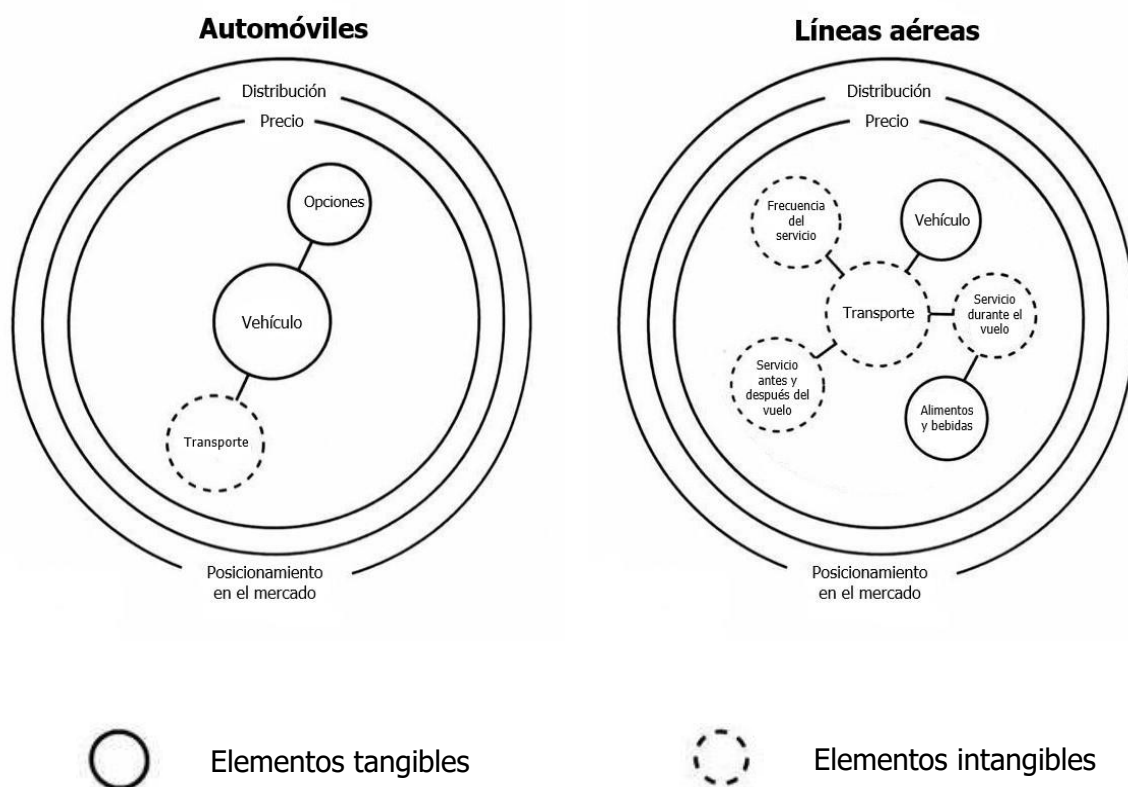 Automóviles
Distribución
Precio
Opciones
Vehículo
Transporte
Posicionamiento
en el mercado
Líneas aéreas
Distribución
Precio
Frecuencia
del
servicio
Vehículo
Transporte
Servicio
durante el
vuelo
Servicio
antes y
después del
vuelo
Alimentos
y bebidas
Posicionamiento
en el mercado
Elementos tangibles
Elementos intangibles